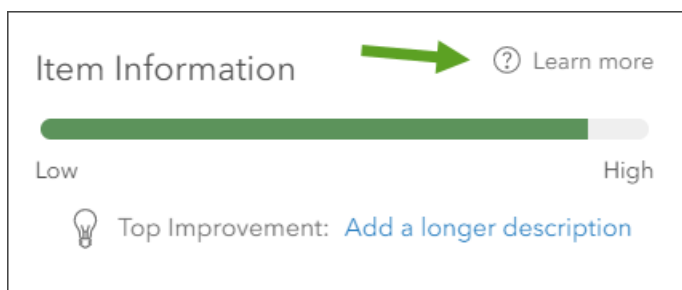 Item Information
Learn more
Low
High
Top Improvement: Add a longer description